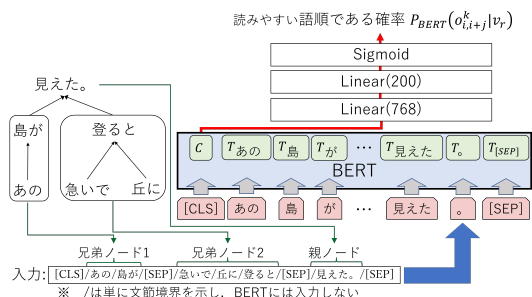 読みやすい語順である確率 P_BERT(o^k_{i,i+j}|v_r)
Sigmoid
Linear(200)
Linear(768)
見えた。
島が
登ると
あの
急いで
丘に
C T_あの T_島 T_が … T_見えた T_。 T_[SEP]
BERT
[CLS] あの 島 が … 見えた 。 [SEP]
兄弟ノード1 兄弟ノード2 親ノード
入力: [CLS]/あの/島が/[SEP]/急いで/丘に/登ると/[SEP]/見えた。/[SEP]
※ /は単に文節境界を示し,BERTには入力しない